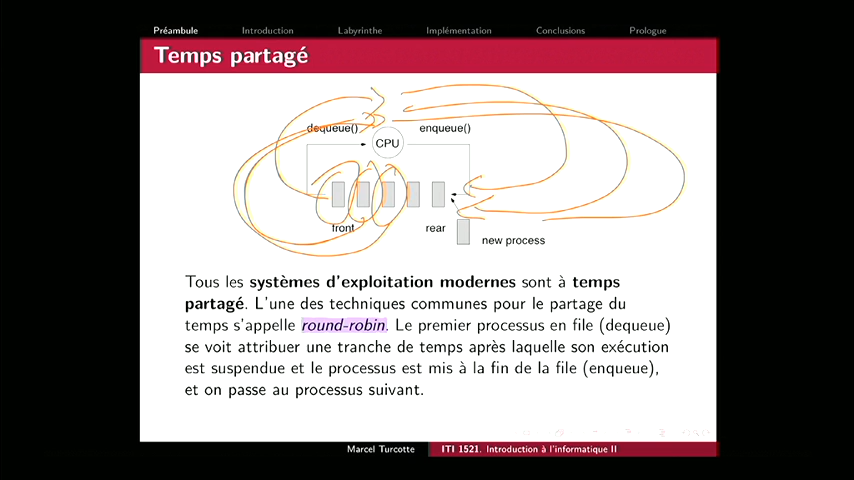 Préambule Introduction Labyrinthe Implémentation Conclusions Prologue
Temps partagé
dequeue() enqueue()
CPU
front rear
new process
Tous les systèmes d'exploitation modernes sont à temps
partagé. L'une des techniques communes pour le partage du
temps s'appelle round-robin. Le premier processus en file (dequeue)
se voit attribuer une tranche de temps après laquelle son exécution
est suspendue et le processus est mis à la fin de la file (enqueue),
et on passe au processus suivant.
Marcel Turcotte ITI 1521. Introduction à l'informatique II